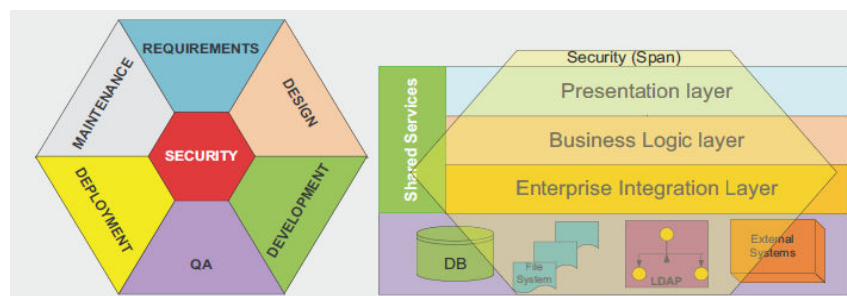 REQUIREMENTS
MAINTENANCE
DESIGN
SECURITY
DEPLOYMENT
DEVELOPMENT
QA
Security (Span)
Shared Services
Presentation layer
Business Logic layer
Enterprise Integration Layer
DB
File
System
LDAP
External
Systems